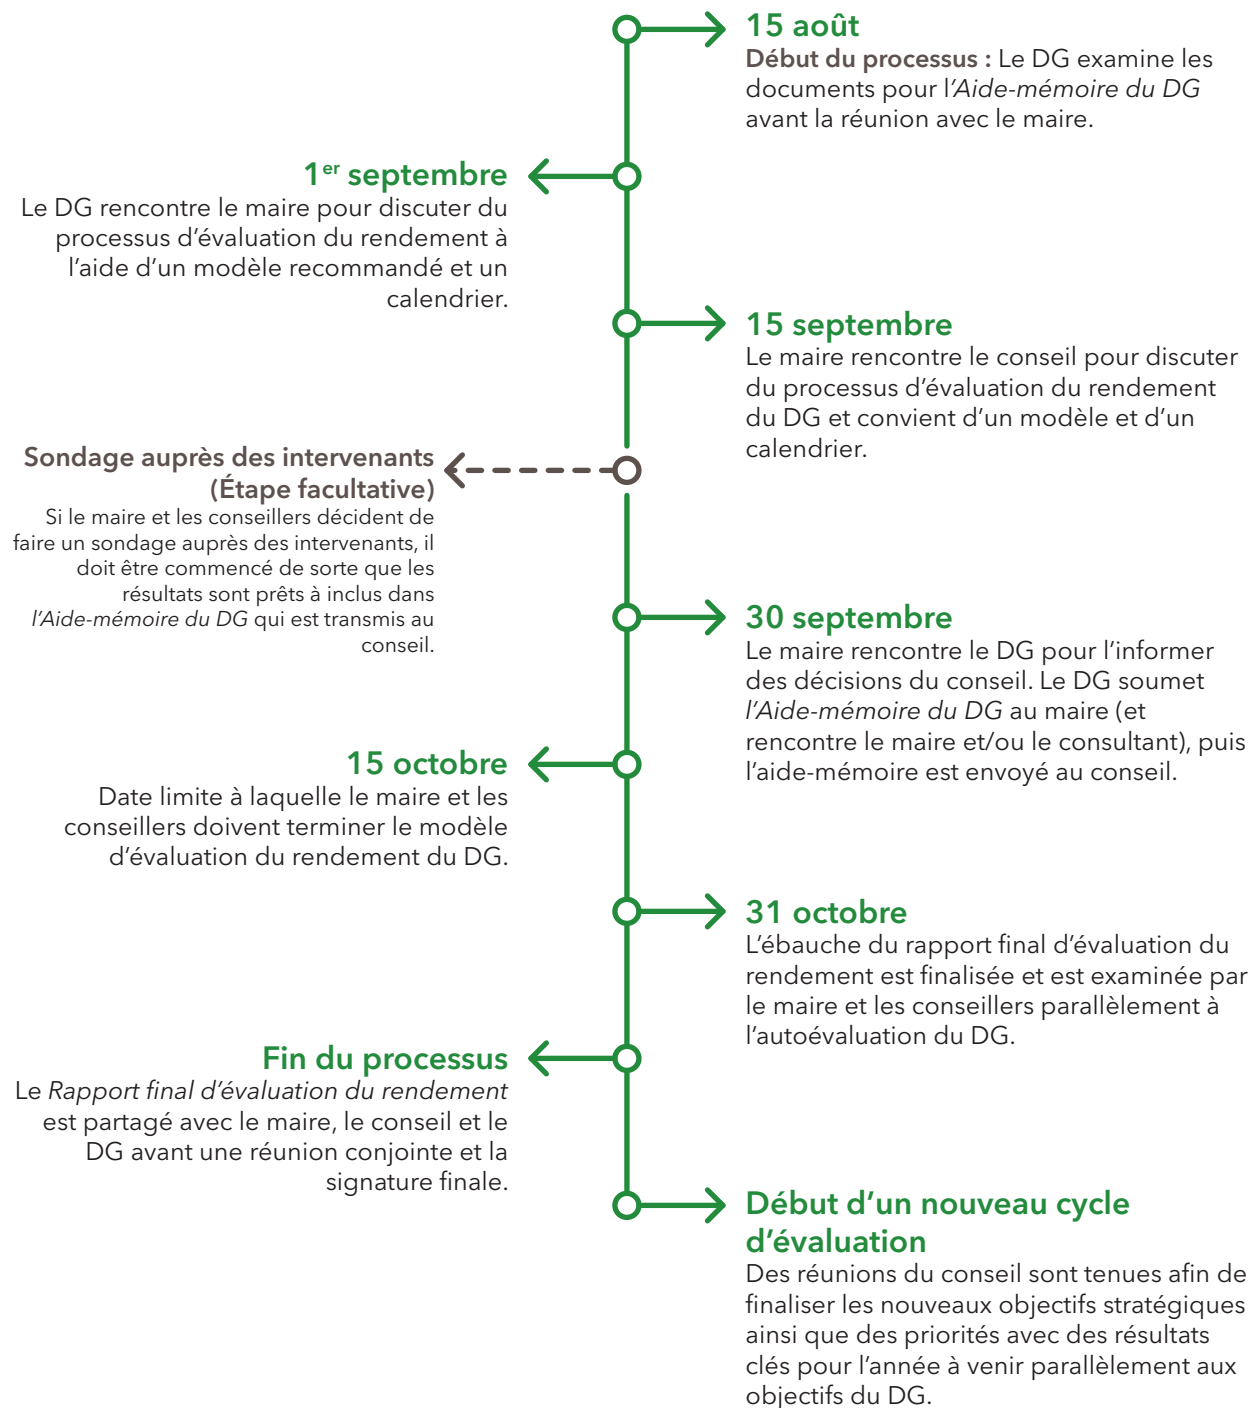 15 août
Début du processus : Le DG examine les
documents pour l'Aide-mémoire du DG
avant la réunion avec le maire.
1er septembre
Le DG rencontre le maire pour discuter du
processus d'évaluation du rendement à
l'aide d'un modèle recommandé et un
calendrier.
15 septembre
Le maire rencontre le conseil pour discuter
du processus d'évaluation du rendement
du DG et convient d'un modèle et d'un
calendrier.
Sondage auprès des intervenants
(Étape facultative)
Si le maire et les conseillers décident de
faire un sondage auprès des intervenants, il
doit être commencé de sorte que les
résultats sont prêts à inclus dans
l'Aide-mémoire du DG qui est transmis au
conseil.
30 septembre
Le maire rencontre le DG pour l'informer
des décisions du conseil. Le DG soumet
l'Aide-mémoire du DG au maire (et
rencontre le maire et/ou le consultant), puis
l'aide-mémoire est envoyé au conseil.
15 octobre
Date limite à laquelle le maire et les
conseillers doivent terminer le modèle
d'évaluation du rendement du DG.
31 octobre
L'ébauche du rapport final d'évaluation du
rendement est finalisée et est examinée par
le maire et les conseillers parallèlement à
l'autoévaluation du DG.
Fin du processus
Le Rapport final d'évaluation du rendement
est partagé avec le maire, le conseil et le
DG avant une réunion conjointe et la
signature finale.
Début d'un nouveau cycle
d'évaluation
Des réunions du conseil sont tenues afin de
finaliser les nouveaux objectifs stratégiques
ainsi que des priorités avec des résultats
clés pour l'année à venir parallèlement aux
objectifs du DG.